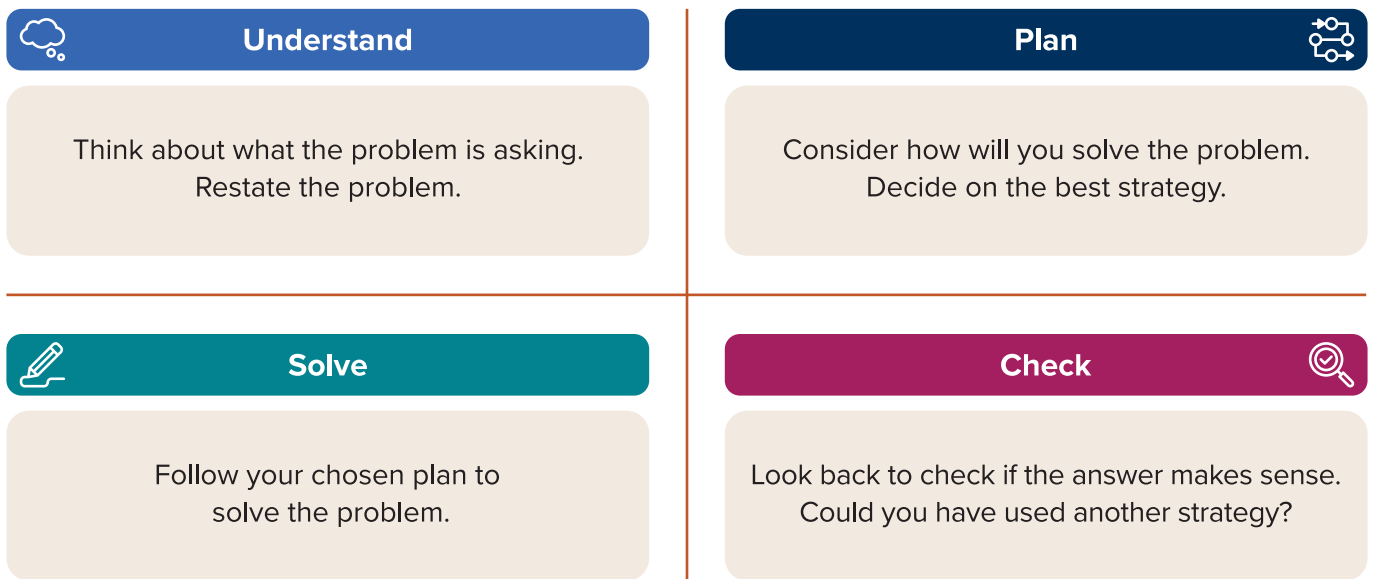 Understand
Think about what the problem is asking.
Restate the problem.
Plan
Consider how will you solve the problem.
Decide on the best strategy.
Solve
Follow your chosen plan to
solve the problem.
Check
Look back to check if the answer makes sense.
Could you have used another strategy?